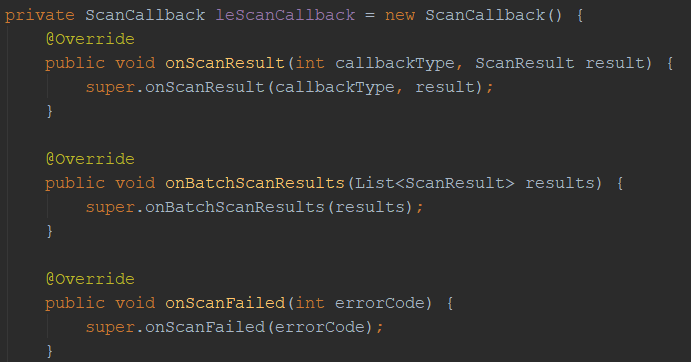 private ScanCallback leScanCallback = new ScanCallback() {
    @Override
    public void onScanResult(int callbackType, ScanResult result) {
        super.onScanResult(callbackType, result);
    }

    @Override
    public void onBatchScanResults(List<ScanResult> results) {
        super.onBatchScanResults(results);
    }

    @Override
    public void onScanFailed(int errorCode) {
        super.onScanFailed(errorCode);
    }